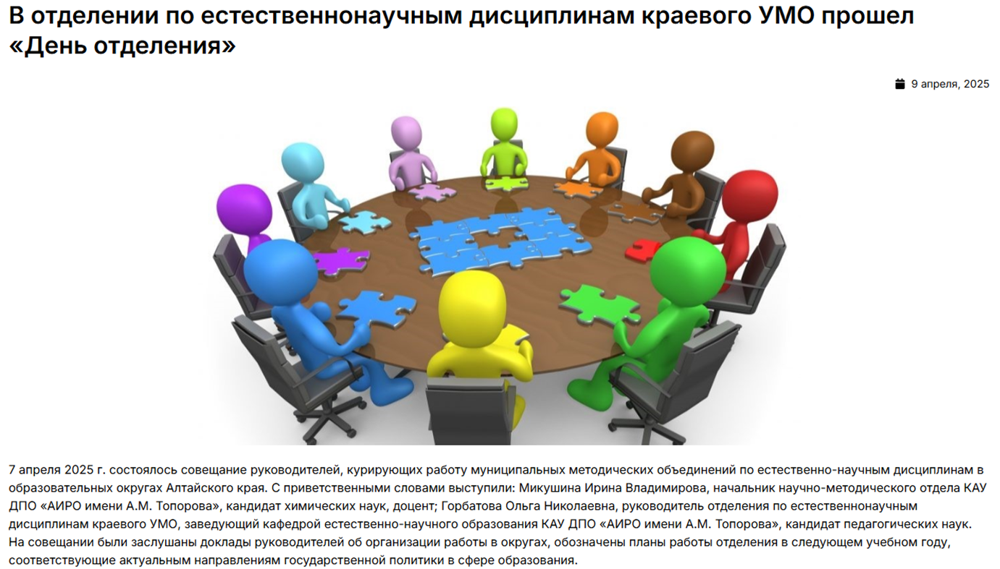 В отделении по естественнонаучным дисциплинам краевого УМО прошел
«День отделения»
9 апреля, 2025
7 апреля 2025 г. состоялось совещание руководителей, курирующих работу муниципальных методических объединений по естественно-научным дисциплинам в
образовательных округах Алтайского края. С приветственными словами выступили: Микушина Ирина Владимирова, начальник научно-методического отдела КАУ
ДПО «АИРО имени А.М. Топорова», кандидат химических наук, доцент; Горбатова Ольга Николаевна, руководитель отделения по естественнонаучным
дисциплинам краевого УМО, заведующий кафедрой естественно-научного образования КАУ ДПО «АИРО имени А.М. Топорова», кандидат педагогических наук.
На совещании были заслушаны доклады руководителей об организации работы в округах, обозначены планы работы отделения в следующем учебном году,
соответствующие актуальным направлениям государственной политики в сфере образования.